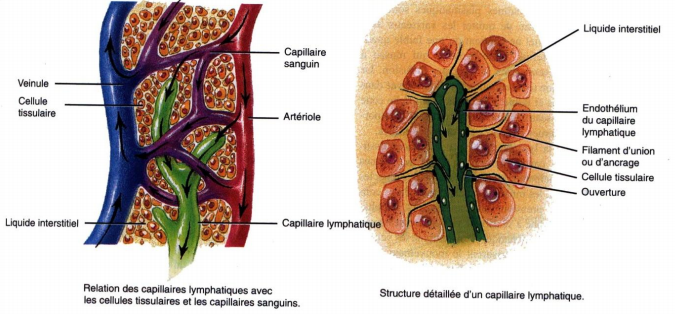 Capillaire
sanguin
Veinule
Cellule
tissulaire
Artériole
Liquide interstitiel
Capillaire lymphatique
Relation des capillaires lymphatiques avec
les cellules tissulaires et les capillaires sanguins.
Liquide interstitiel
Endothélium
du capillaire
lymphatique
Filament d'union
ou d'ancrage
Cellule tissulaire
Ouverture
Structure détaillée d'un capillaire lymphatique.